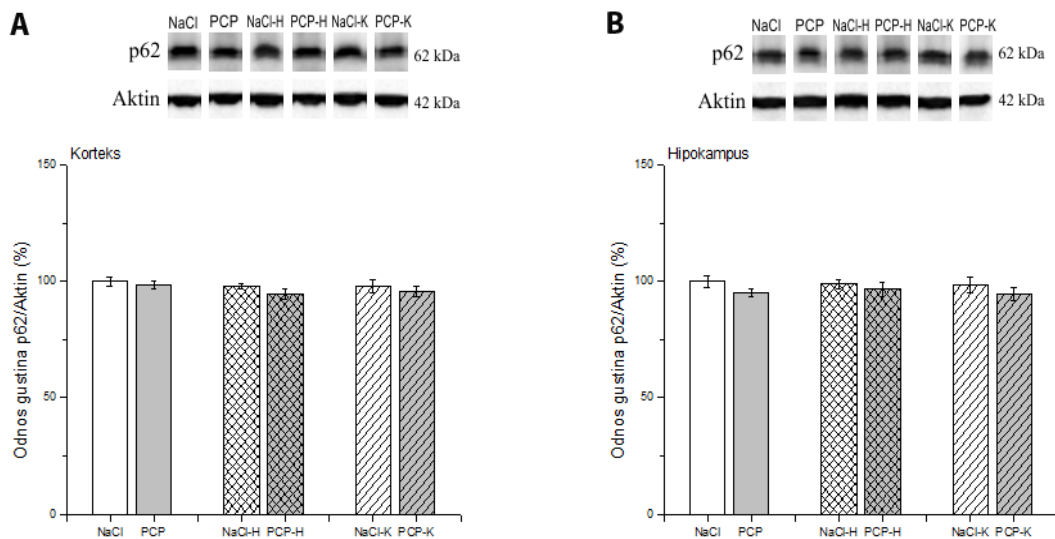 A
NaCl PCP NaCl-H PCP-H NaCl-K PCP-K
p62 62 kDa
Aktin 42 kDa
Korteks
150
100
50
0
Odnos gustina p62/Aktin (%)
NaCl PCP NaCl-H PCP-H NaCl-K PCP-K
B
NaCl PCP NaCl-H PCP-H NaCl-K PCP-K
p62 62 kDa
Aktin 42 kDa
Hipokampus
150
100
50
0
Odnos gustina p62/Aktin (%)
NaCl PCP NaCl-H PCP-H NaCl-K PCP-K